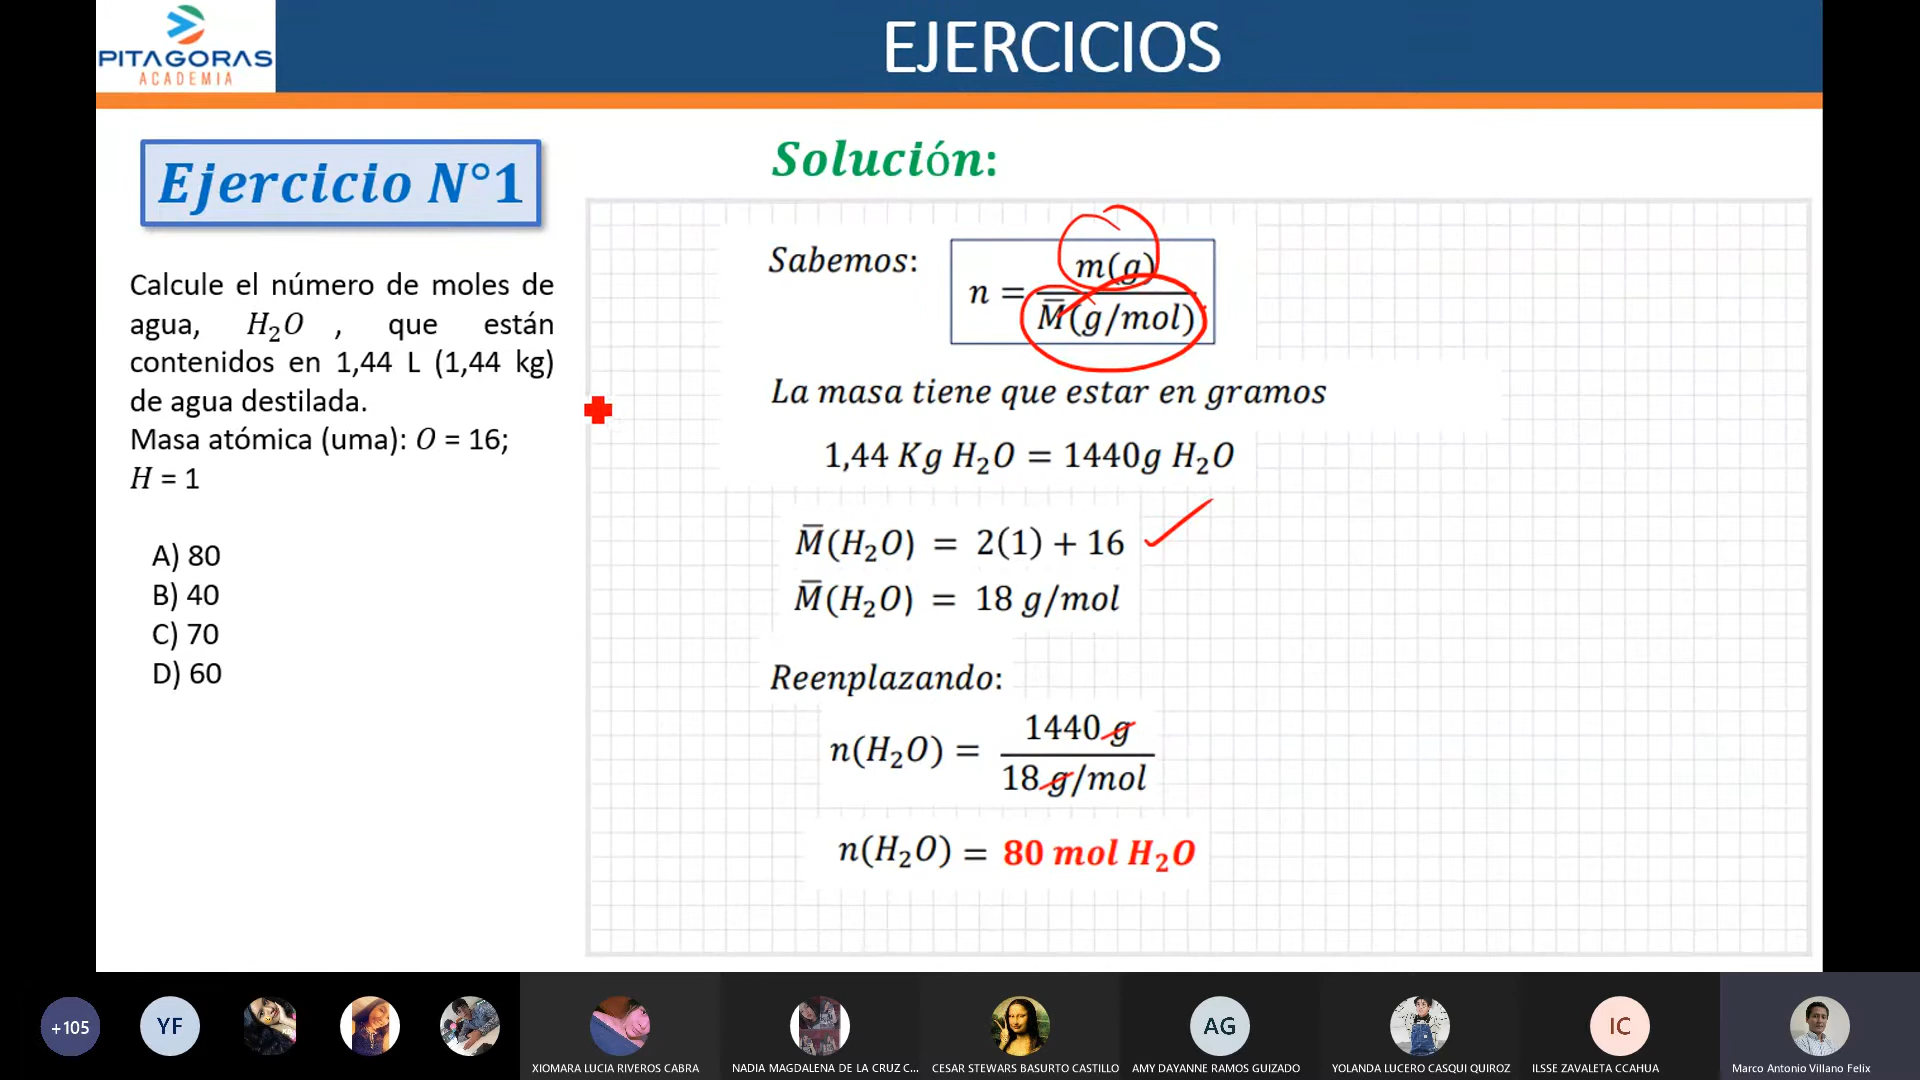 PITAGORAS
ACADEMIA
EJERCICIOS
Ejercicio N°1
Calcule el número de moles de
agua, H₂O , que están
contenidos en 1,44 L (1,44 kg)
de agua destilada.
Masa atómica (uma): O = 16;
H = 1
A) 80
B) 40
C) 70
D) 60
Solución:
Sabemos: n = m(g) / M̅(g/mol)
La masa tiene que estar en gramos
1,44 Kg H₂O = 1440g H₂O
M̅(H₂O) = 2(1) + 16
M̅(H₂O) = 18 g/mol
Reenplazando:
n(H₂O) = 1440 g / 18 g/mol
n(H₂O) = 80 mol H₂O
+105
YF
AG
IC
XIOMARA LUCIA RIVEROS CABRA
NADIA MAGDALENA DE LA CRUZ C...
CESAR STEWARS BASURTO CASTILLO
AMY DAYANNE RAMOS GUIZADO
YOLANDA LUCERO CASQUI QUIROZ
ILSSE ZAVALETA CCAHUA
Marco Antonio Villano Felix